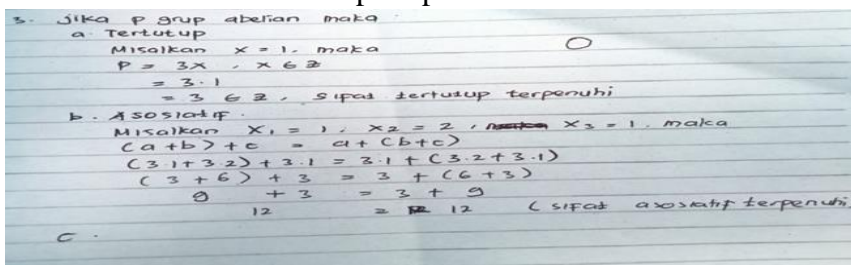 3. Jika P grup abelian maka
a. Tertutup
Misalkan x = 1, maka
P = 3x, x ∈ Z
= 3.1
= 3 ∈ Z, sifat tertutup terpenuhi
b. Asosiatif.
Misalkan x₁ = 1, x₂ = 2, x₃ = 1. maka
(a+b)+c = a+(b+c)
(3.1+3.2)+3.1 = 3.1+(3.2+3.1)
(3+6)+3 = 3+(6+3)
9 + 3 = 3 + 9
12 = 12 (sifat asosiatif terpenuhi
c.